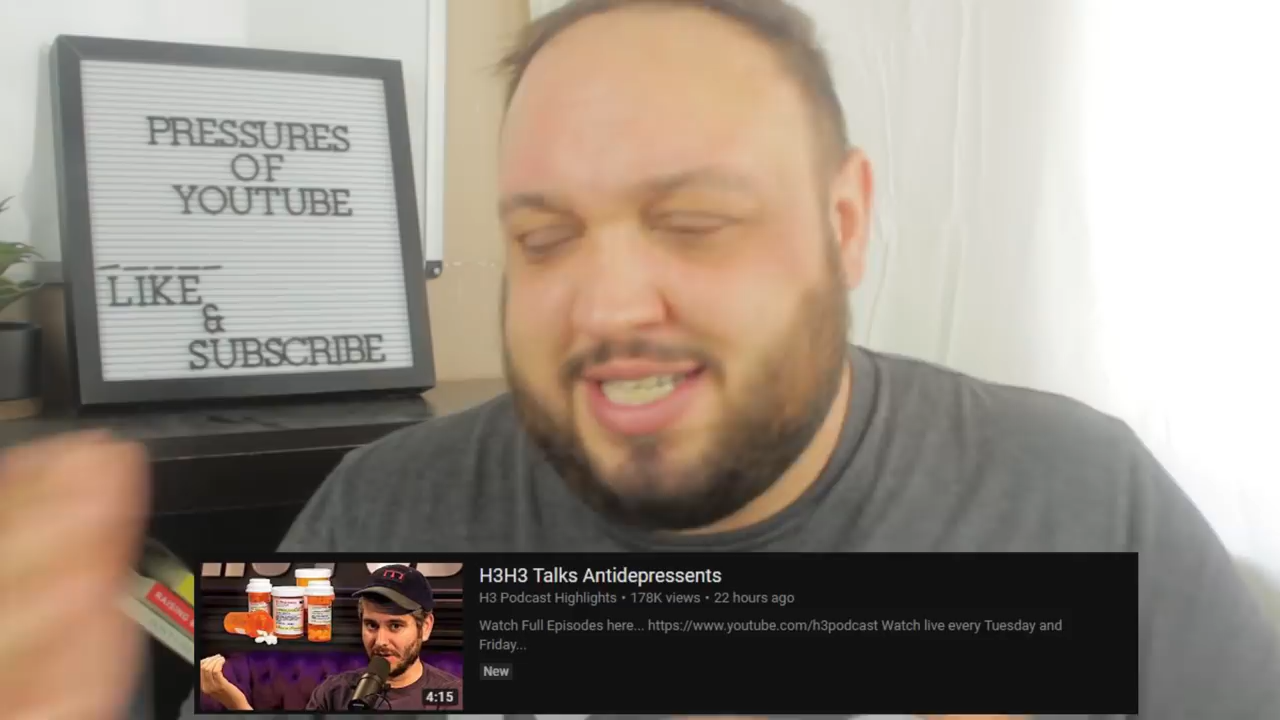 PRESSURES
OF
YOUTUBE
LIKE
&
SUBSCRIBE
RAISING
H3H3 Talks Antidepressents
H3 Podcast Highlights • 178K views • 22 hours ago
Watch Full Episodes here... https://www.youtube.com/h3podcast Watch live every Tuesday and
Friday...
New
4:15